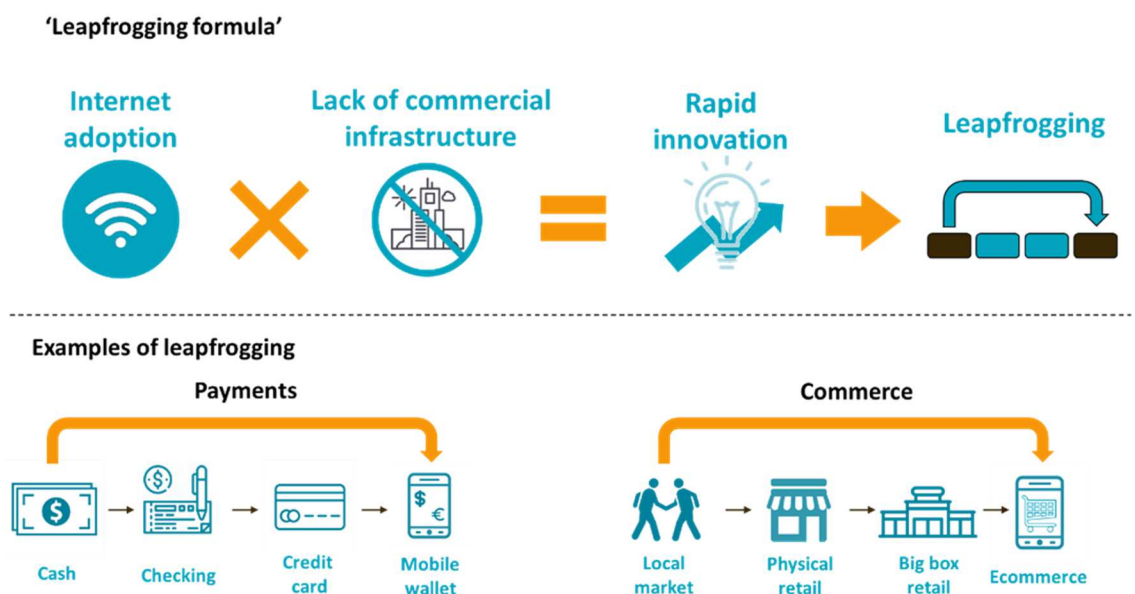 'Leapfrogging formula'
Internet
adoption
Lack of commercial
infrastructure
Rapid
innovation
Leapfrogging
Examples of leapfrogging
Payments
Commerce
$
$
$
€
Cash
Checking
Credit
card
Mobile
wallet
Local
market
Physical
retail
Big box
retail
Ecommerce